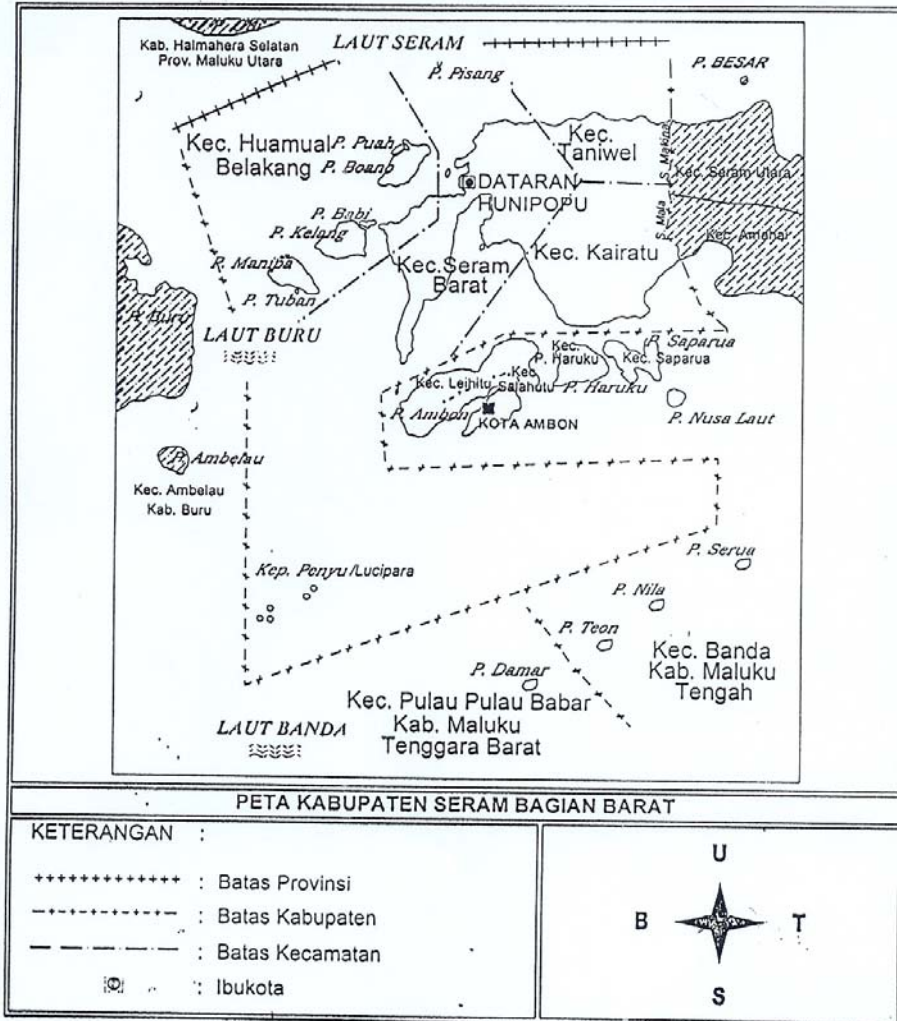 Kab. Halmahera Selatan
Prov. Maluku Utara
LAUT SERAM
P. Pisang
P. BESAR
Kec. Huamual
Belakang
P. Puah
P. Boano
Kec.
Taniwel
S. Makina
Kec. Seram Utara
DATARAN
HUNIPOPU
P. Babi
P. Kelang
Kec. Kairatu
S. Mala
Kec. Amahai
P. Manipa
Kec.Seram
Barat
P. Tuban
P. Buru
LAUT BURU
P. Saparua
Kec.
P. Haruku
Kec. Saparua
Kec. Leihitu
Kec.
Salahutu
P. Haruku
P. Ambon
KOTA AMBON
P. Nusa Laut
P. Ambelau
Kec. Ambelau
Kab. Buru
P. Serua
Kep. Penyu/Lucipara
P. Nila
P. Teon
Kec. Banda
Kab. Maluku
Tengah
P. Damar
Kec. Pulau Pulau Babar
Kab. Maluku
Tenggara Barat
LAUT BANDA
PETA KABUPATEN SERAM BAGIAN BARAT
KETERANGAN :
: Batas Provinsi
: Batas Kabupaten
: Batas Kecamatan
: Ibukota
U
B T
S